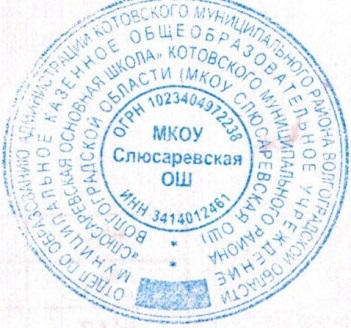 ОТДЕЛ ПО ОБРАЗОВАНИЮ АДМИНИСТРАЦИИ КОТОВСКОГО МУНИЦИПАЛЬНОГО РАЙОНА ВОЛГОГРАДСКОЙ ОБЛАСТИ
* МУНИЦИПАЛЬНОЕ КАЗЕННОЕ ОБЩЕОБРАЗОВАТЕЛЬНОЕ УЧРЕЖДЕНИЕ
«СЛЮСАРЕВСКАЯ ОСНОВНАЯ ШКОЛА» КОТОВСКОГО МУНИЦИПАЛЬНОГО РАЙОНА
* ВОЛГОГРАДСКОЙ ОБЛАСТИ (МКОУ СЛЮСАРЕВСКАЯ ОШ)
ОГРН 1023404972238
МКОУ
Слюсаревская
ОШ
ИНН 3414012461